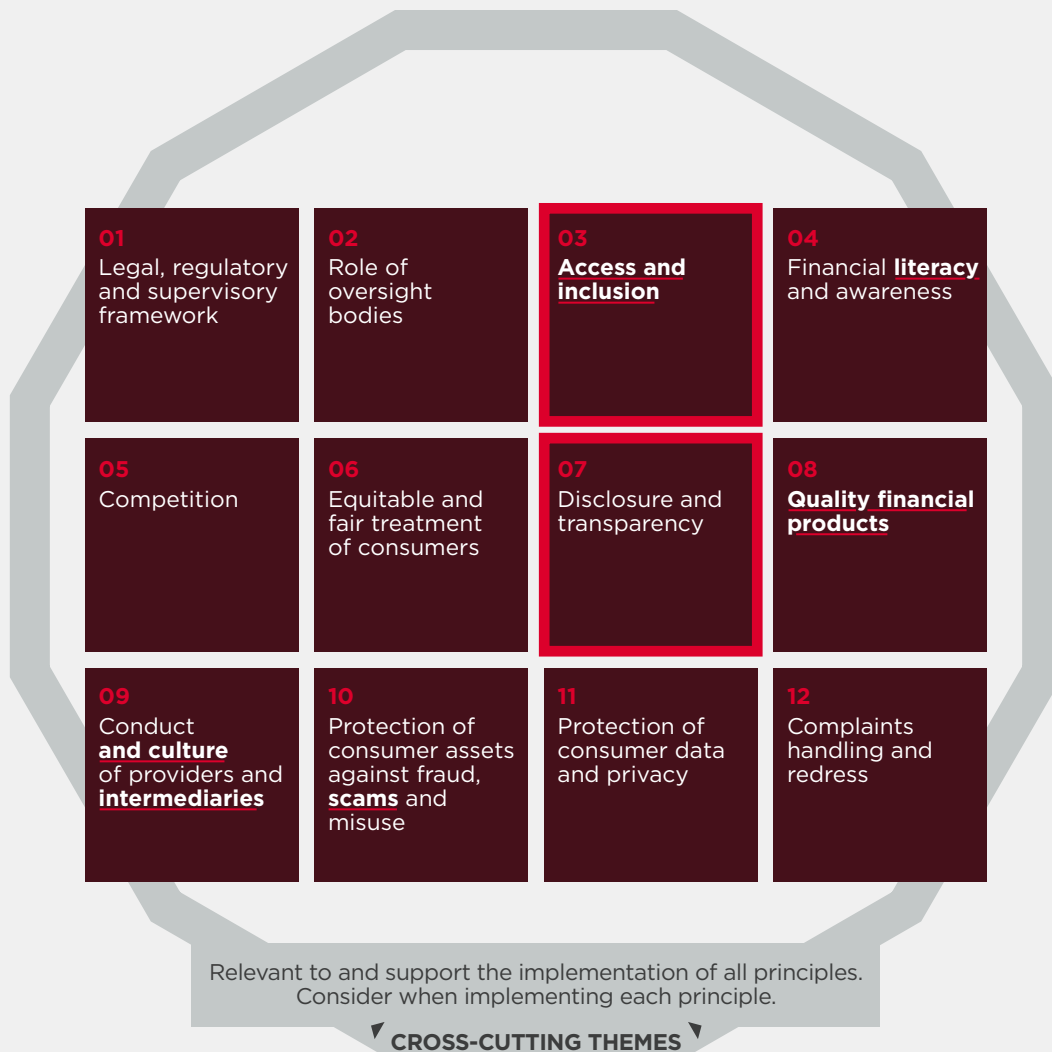 01
Legal, regulatory
and supervisory
framework
02
Role of
oversight
bodies
03
Access and
inclusion
04
Financial literacy
and awareness
05
Competition
06
Equitable and
fair treatment
of consumers
07
Disclosure and
transparency
08
Quality financial
products
09
Conduct
and culture
of providers and
intermediaries
10
Protection of
consumer assets
against fraud,
scams and
misuse
11
Protection of
consumer data
and privacy
12
Complaints
handling and
redress
Relevant to and support the implementation of all principles.
Consider when implementing each principle.
CROSS-CUTTING THEMES